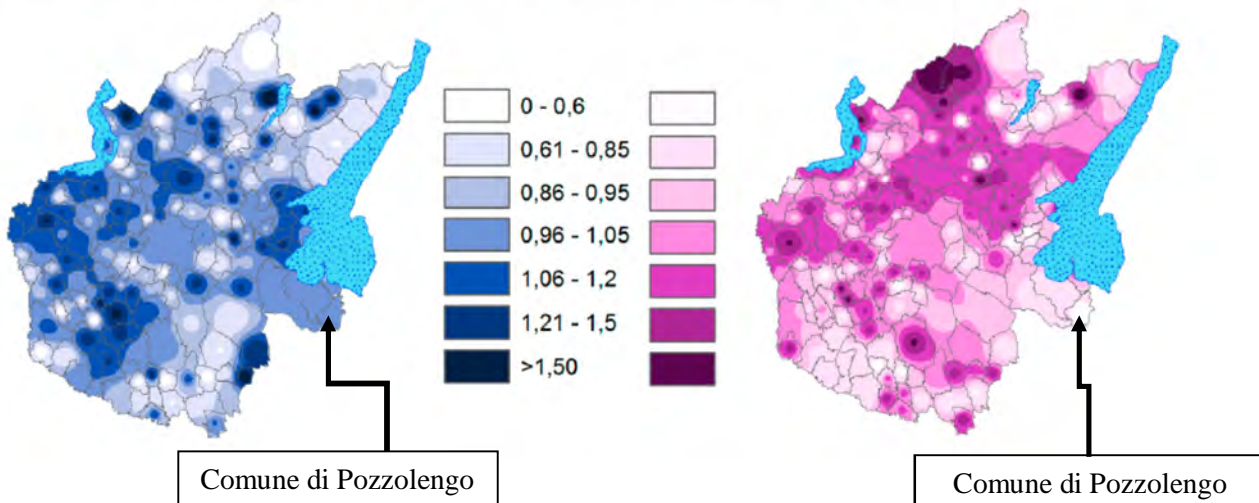 0 - 0,6
0,61 - 0,85
0,86 - 0,95
0,96 - 1,05
1,06 - 1,2
1,21 - 1,5
>1,50
Comune di Pozzolengo
Comune di Pozzolengo